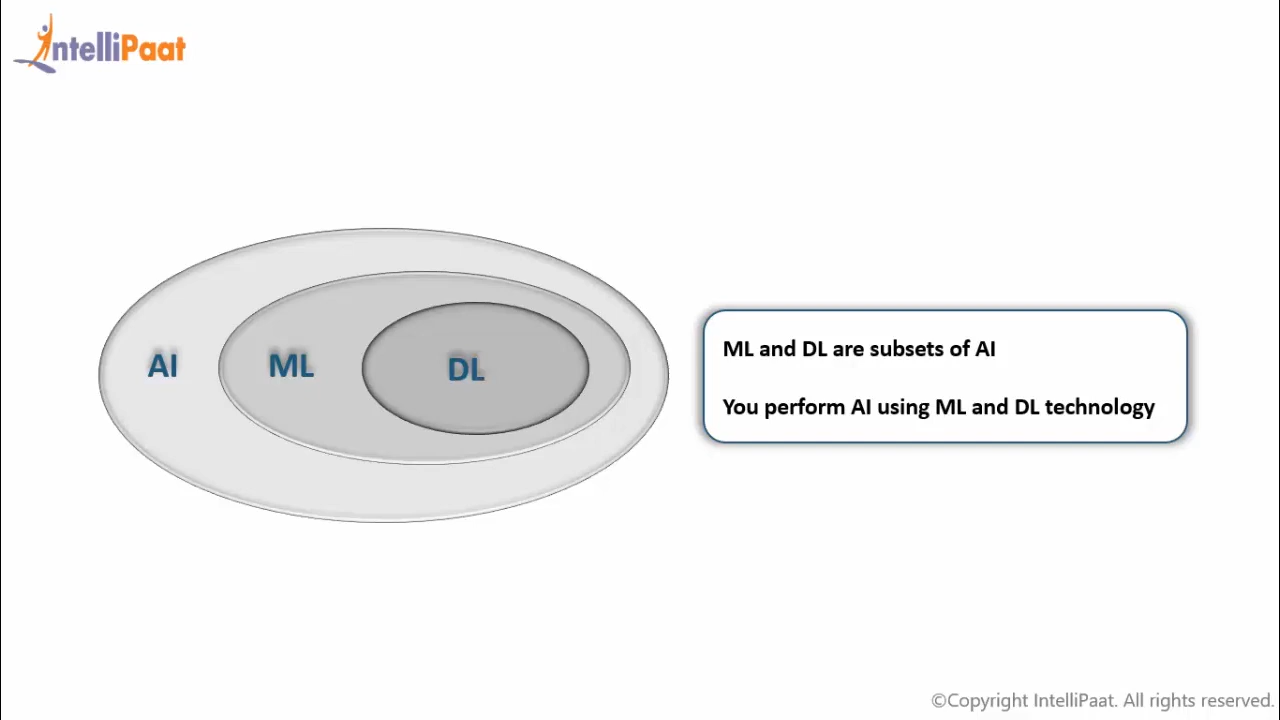 IntelliPaat
AI
ML
DL
ML and DL are subsets of AI
You perform AI using ML and DL technology
©Copyright IntelliPaat. All rights reserved.